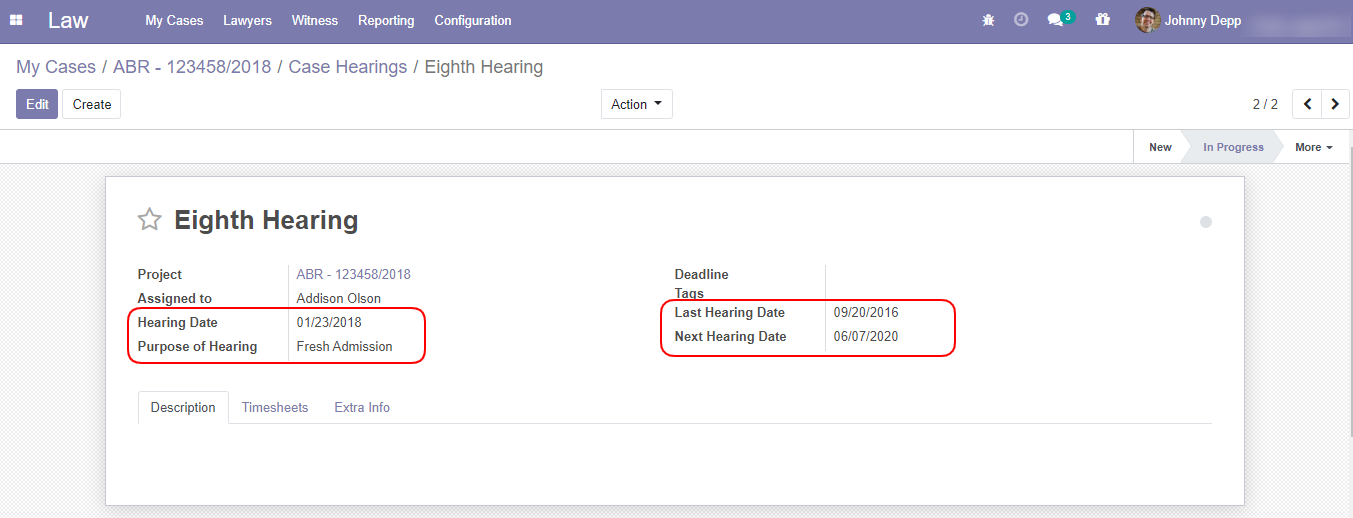 Law My Cases Lawyers Witness Reporting Configuration 3 Johnny Depp
My Cases / ABR - 123458/2018 / Case Hearings / Eighth Hearing
Edit Create Action 2 / 2
New In Progress More
Eighth Hearing
Project ABR - 123458/2018
Assigned to Addison Olson
Hearing Date 01/23/2018
Purpose of Hearing Fresh Admission
Deadline
Tags
Last Hearing Date 09/20/2016
Next Hearing Date 06/07/2020
Description Timesheets Extra Info